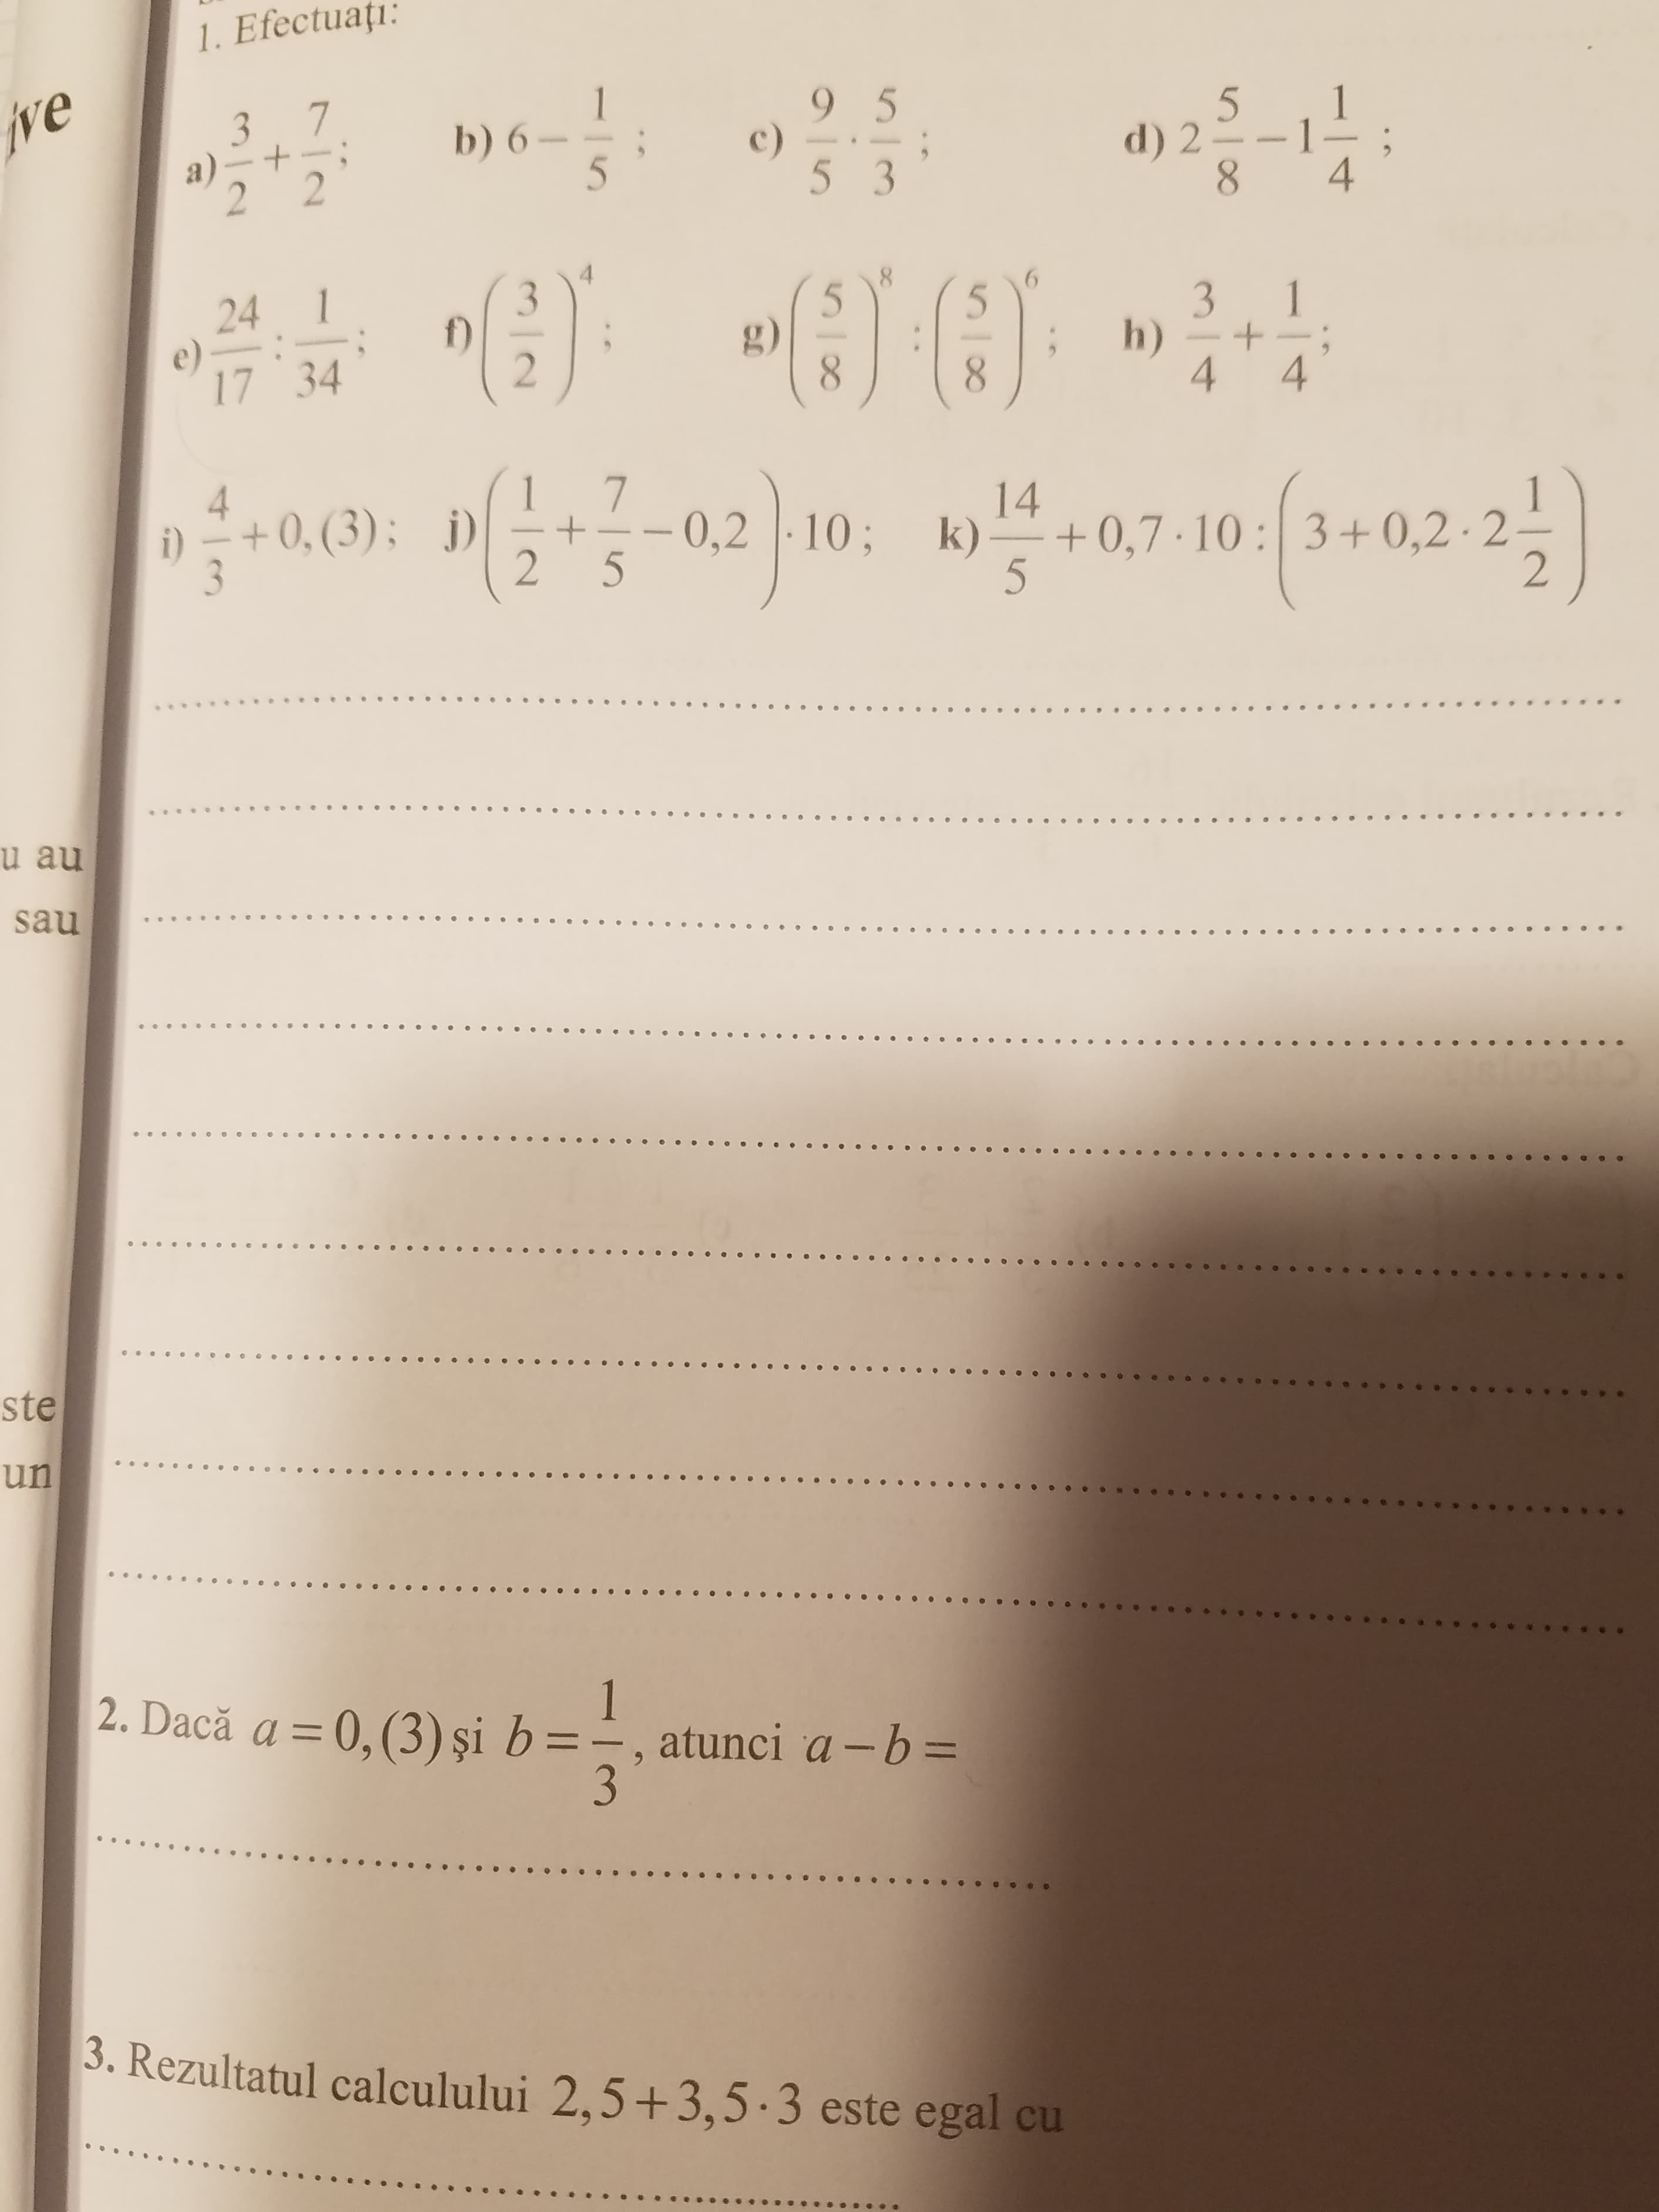 1. Efectuaţi:
a) 3/2 + 7/2; b) 6 − 1/5 ; c) 9/5 · 5/3 ; d) 2 5/8 − 1 1/4 ;
e) 24/17 : 1/34 ; f) (3/2)^4 ; g) (5/8)^8 : (5/8)^6 ; h) 3/4 + 1/4 ;
i) 4/3 + 0,(3) ; j) (1/2 + 7/5 − 0,2) · 10 ; k) 14/5 + 0,7 · 10 : (3 + 0,2 · 2 1/2)
2. Dacă a = 0,(3) şi b = 1/3 , atunci a − b =
3. Rezultatul calculului 2,5 + 3,5 · 3 este egal cu
u au
sau
ste
un